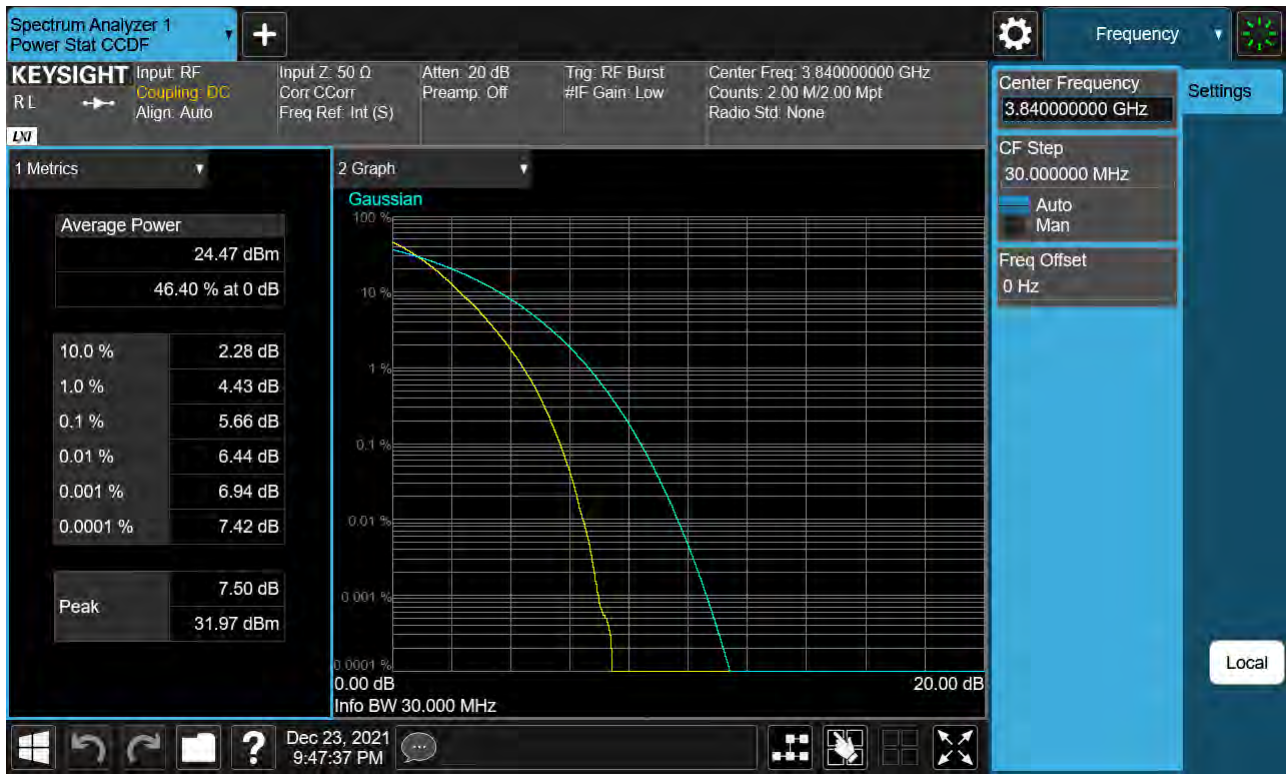 Spectrum Analyzer 1
Power Stat CCDF
+
Frequency
KEYSIGHT
RL
LXI
Input: RF
Coupling: DC
Align: Auto
Input Z: 50 Ω
Corr CCorr
Freq Ref: Int (S)
Atten: 20 dB
Preamp: Off
Trig: RF Burst
#IF Gain: Low
Center Freq: 3.840000000 GHz
Counts: 2.00 M/2.00 Mpt
Radio Std: None
Center Frequency
3.840000000 GHz
Settings
CF Step
30.000000 MHz
Auto
Man
Freq Offset
0 Hz
1 Metrics
Average Power
24.47 dBm
46.40 % at 0 dB
10.0 % 2.28 dB
1.0 % 4.43 dB
0.1 % 5.66 dB
0.01 % 6.44 dB
0.001 % 6.94 dB
0.0001 % 7.42 dB
Peak
7.50 dB
31.97 dBm
2 Graph
Gaussian
100 %
10 %
1 %
0.1 %
0.01 %
0.001 %
0.0001 %
0.00 dB 20.00 dB
Info BW 30.000 MHz
Local
?
Dec 23, 2021
9:47:37 PM